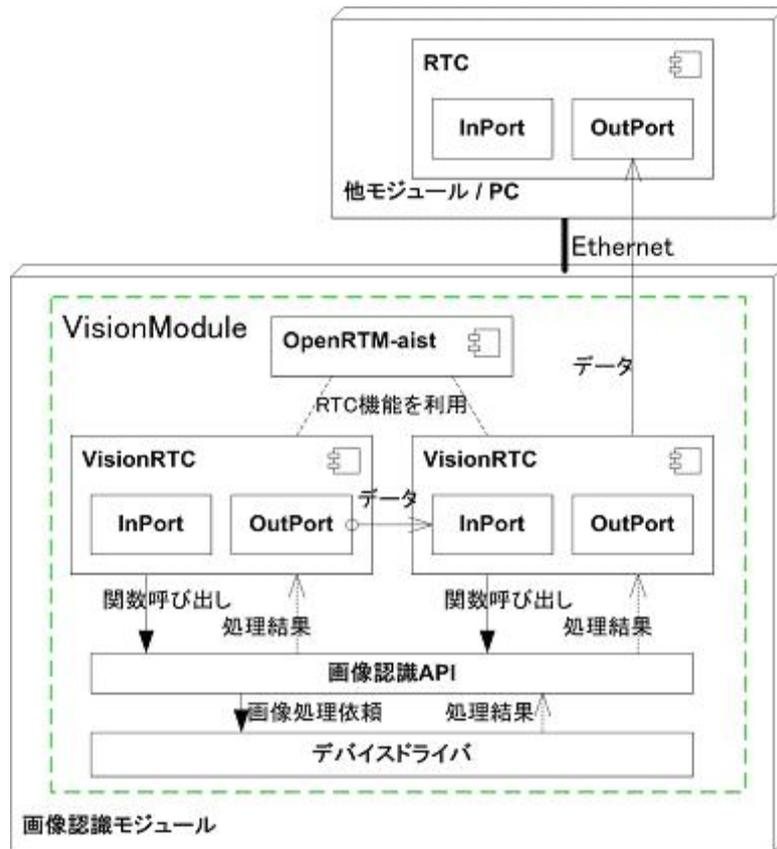 RTC
InPort
OutPort
他モジュール / PC
Ethernet
VisionModule
OpenRTM-aist
データ
RTC機能を利用
VisionRTC
VisionRTC
データ
InPort
OutPort
InPort
OutPort
関数呼び出し
処理結果
関数呼び出し
処理結果
画像認識API
画像処理依頼
処理結果
デバイスドライバ
画像認識モジュール